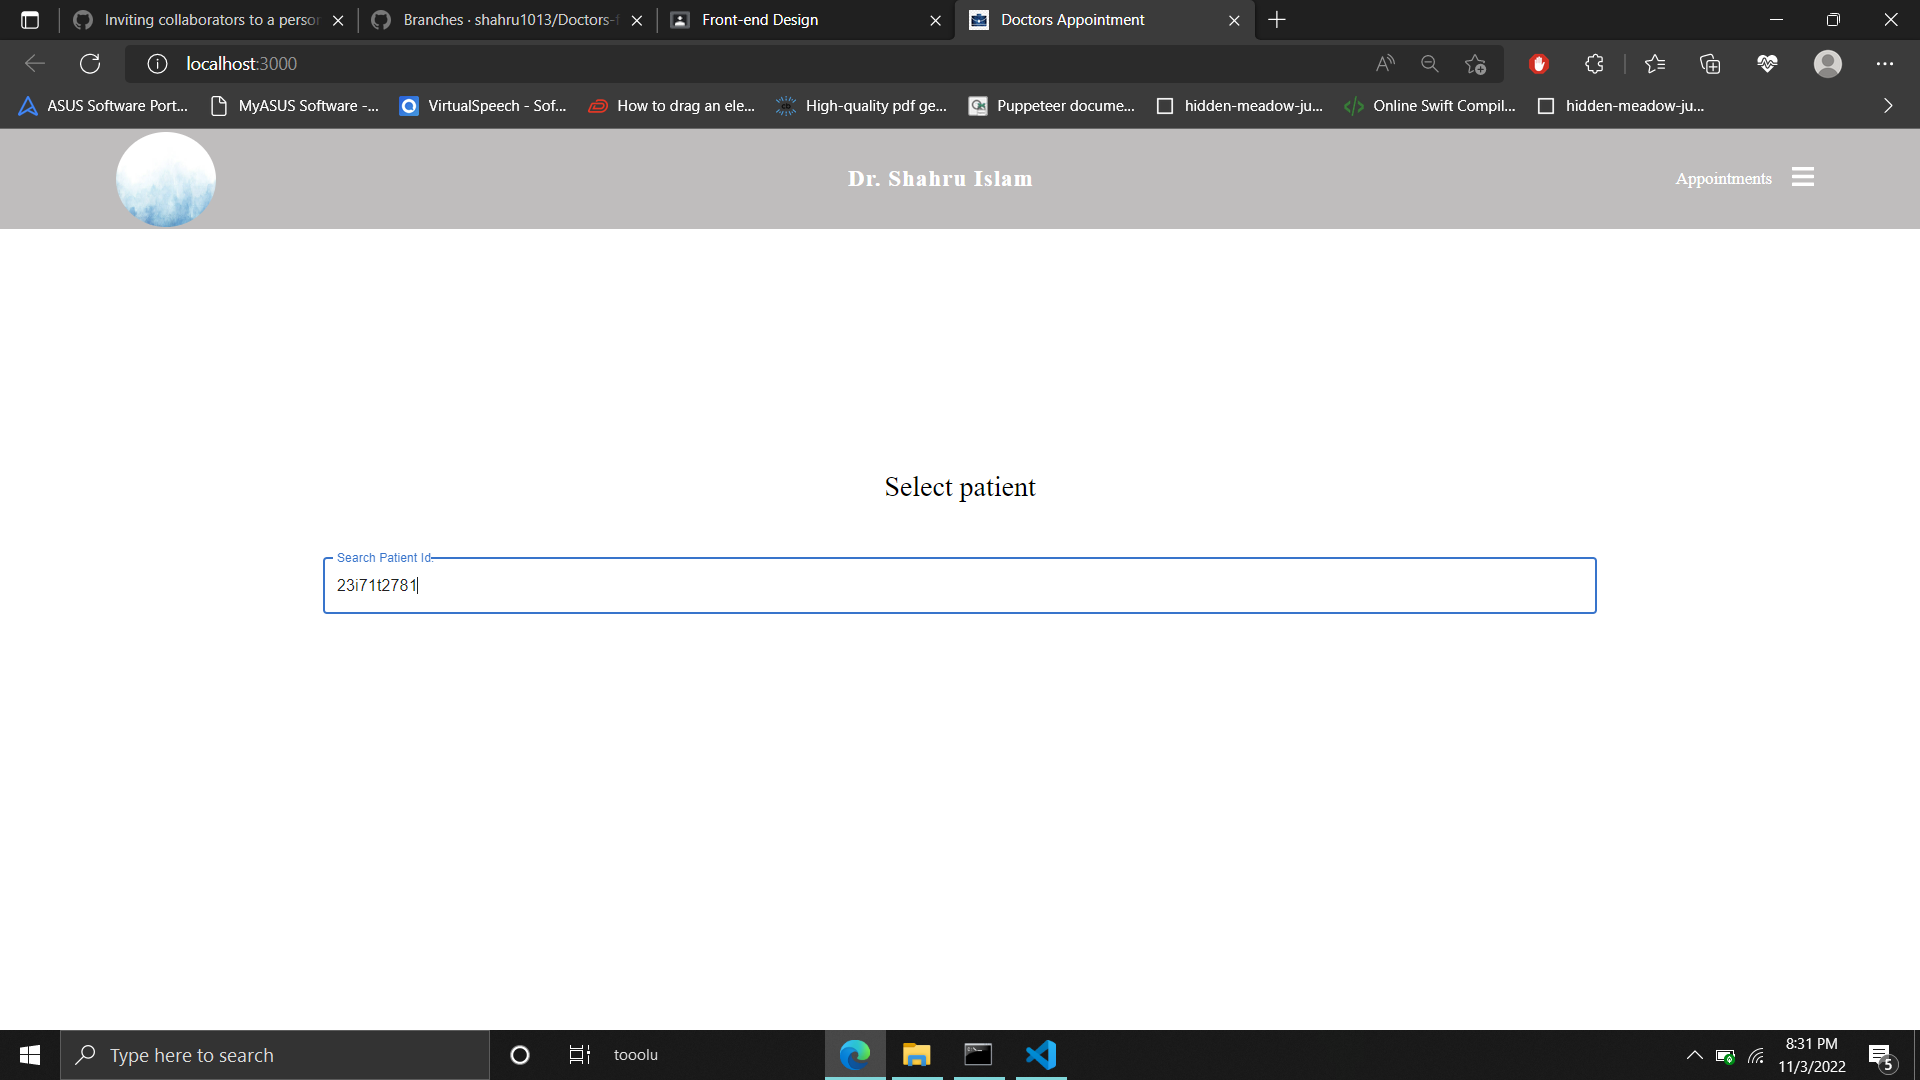 Inviting collaborators to a person
Branches · shahru1013/Doctors-f
Front-end Design
Doctors Appointment
localhost:3000
ASUS Software Port...
MyASUS Software -...
VirtualSpeech - Sof...
How to drag an ele...
High-quality pdf ge...
Puppeteer docume...
hidden-meadow-ju...
Online Swift Compil...
hidden-meadow-ju...
Dr. Shahru Islam
Appointments
Select patient
Search Patient Id:
23i71t2781
Type here to search
tooolu
8:31 PM
11/3/2022
5